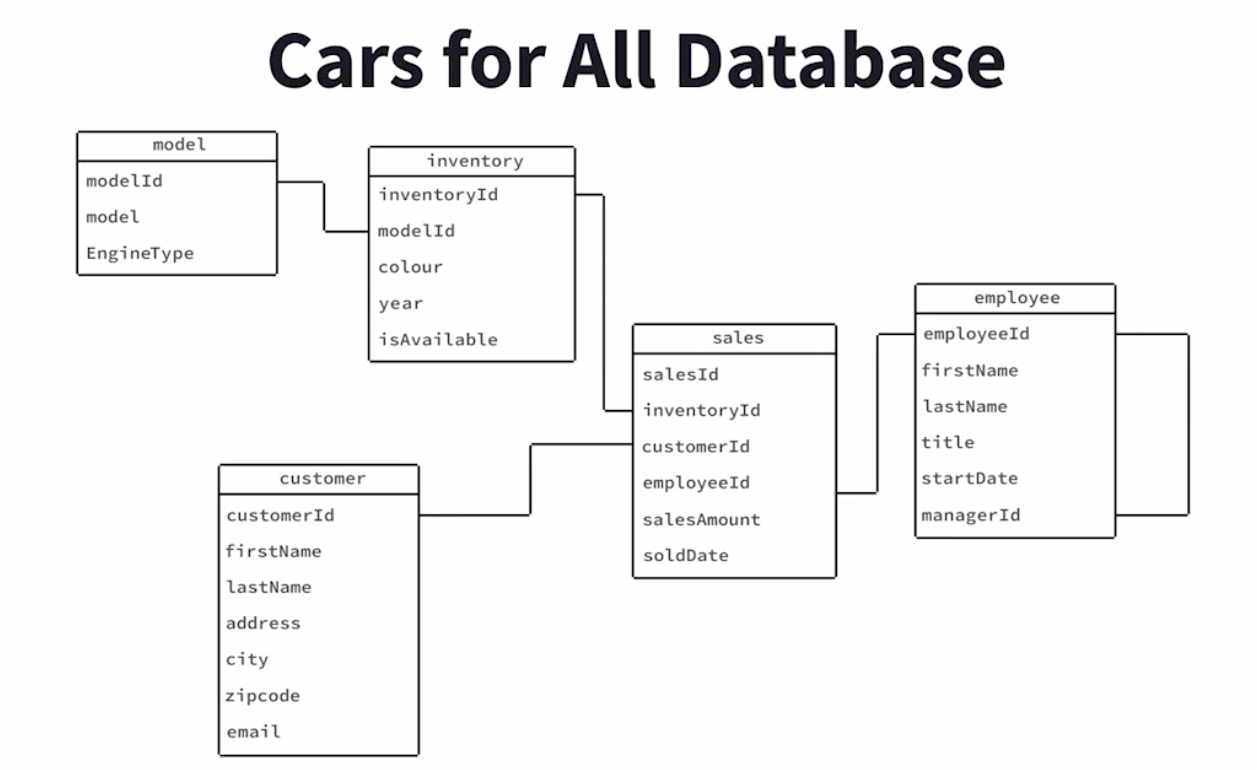 Cars for All Database
model
modelId
model
EngineType
inventory
inventoryId
modelId
colour
year
isAvailable
sales
salesId
inventoryId
customerId
employeeId
salesAmount
soldDate
employee
employeeId
firstName
lastName
title
startDate
managerId
customer
customerId
firstName
lastName
address
city
zipcode
email